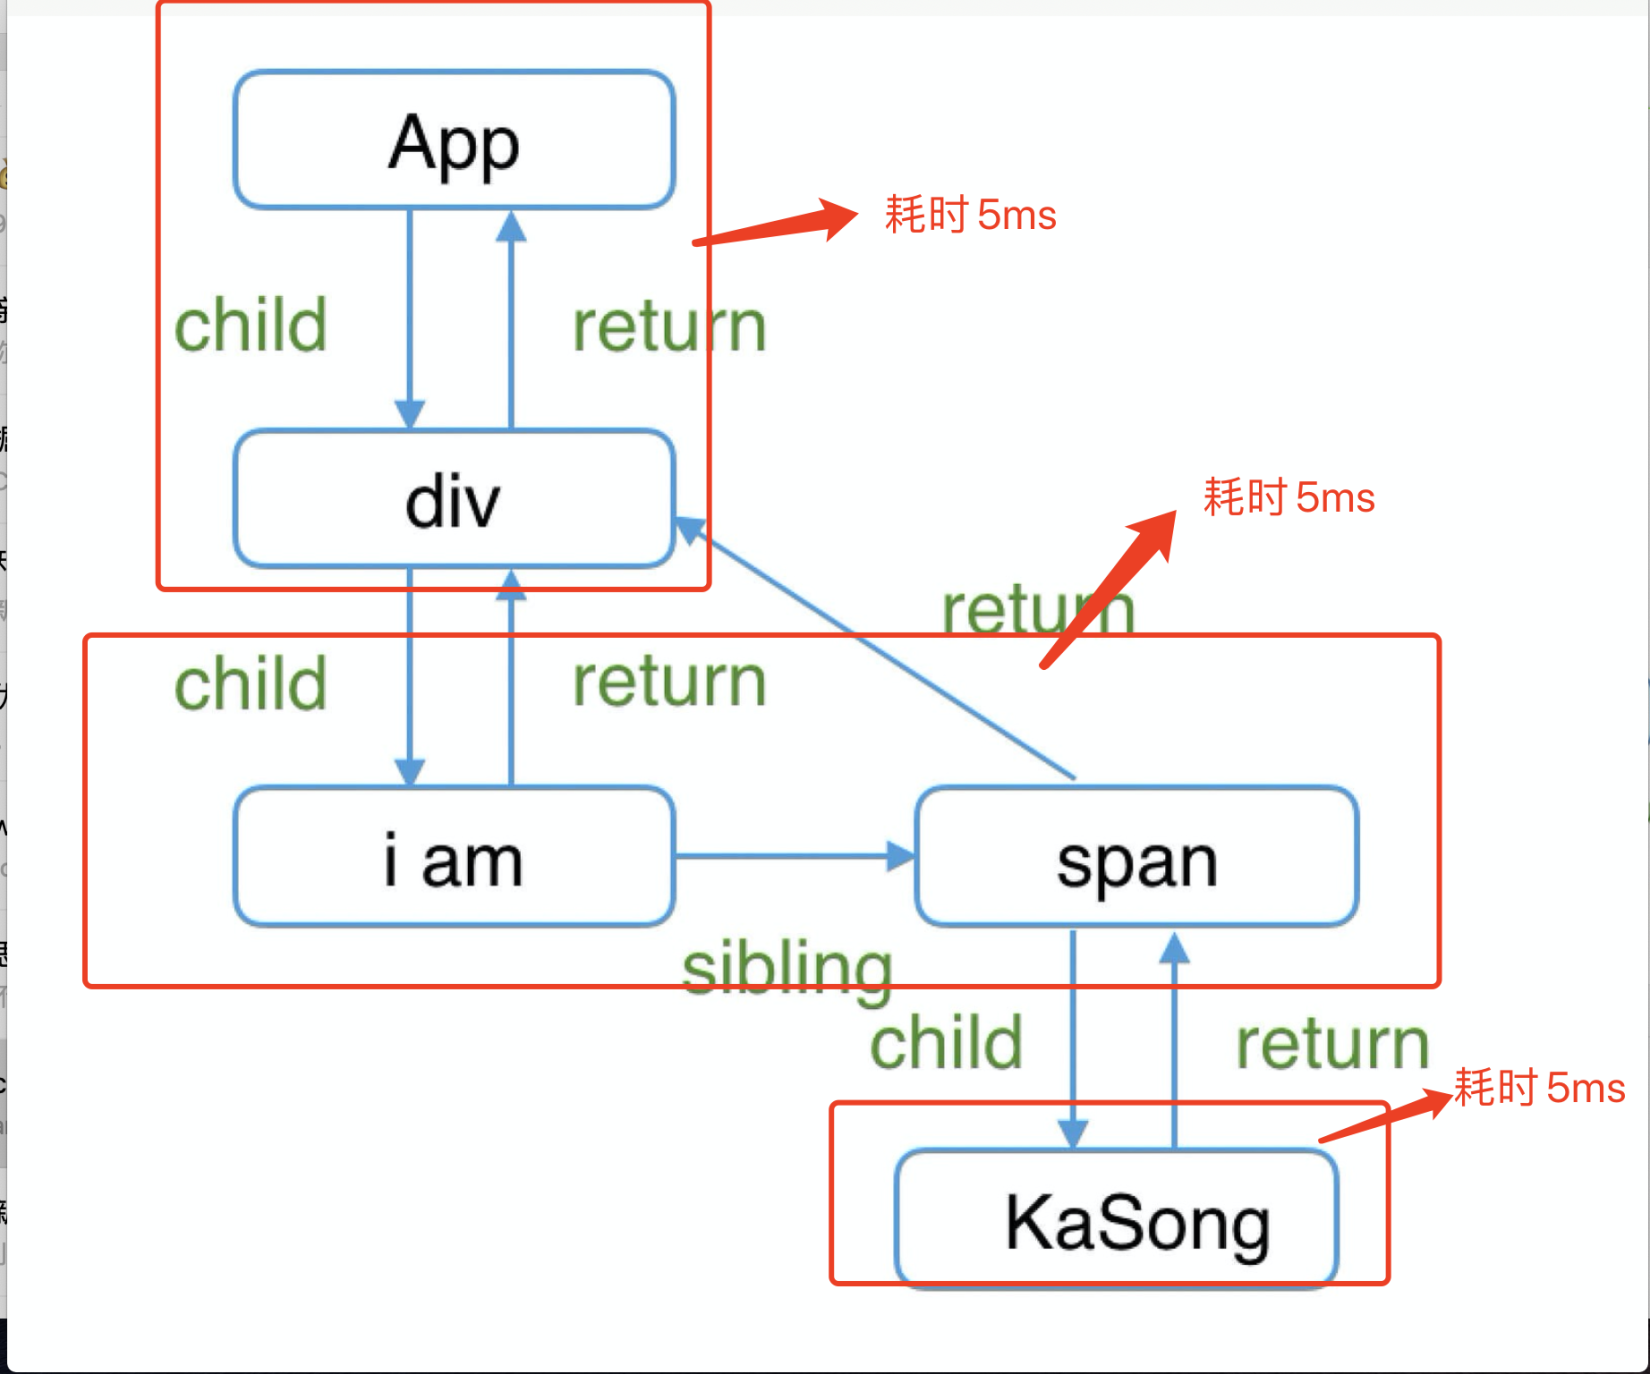 App
耗时 5ms
child
return
div
耗时 5ms
return
child
return
i am
span
sibling
child
return
耗时 5ms
KaSong